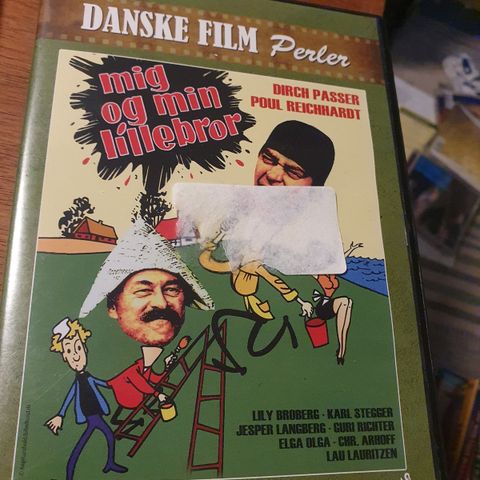 DANSKE FILM Perler
mig
og min
lillebror
DIRCH PASSER
POUL REICHHARDT
LILY BROBERG · KARL STEGGER
JESPER LANGBERG · GURI RICHTER
ELGA OLGA · CHR. ARHOFF
LAU LAURITZEN